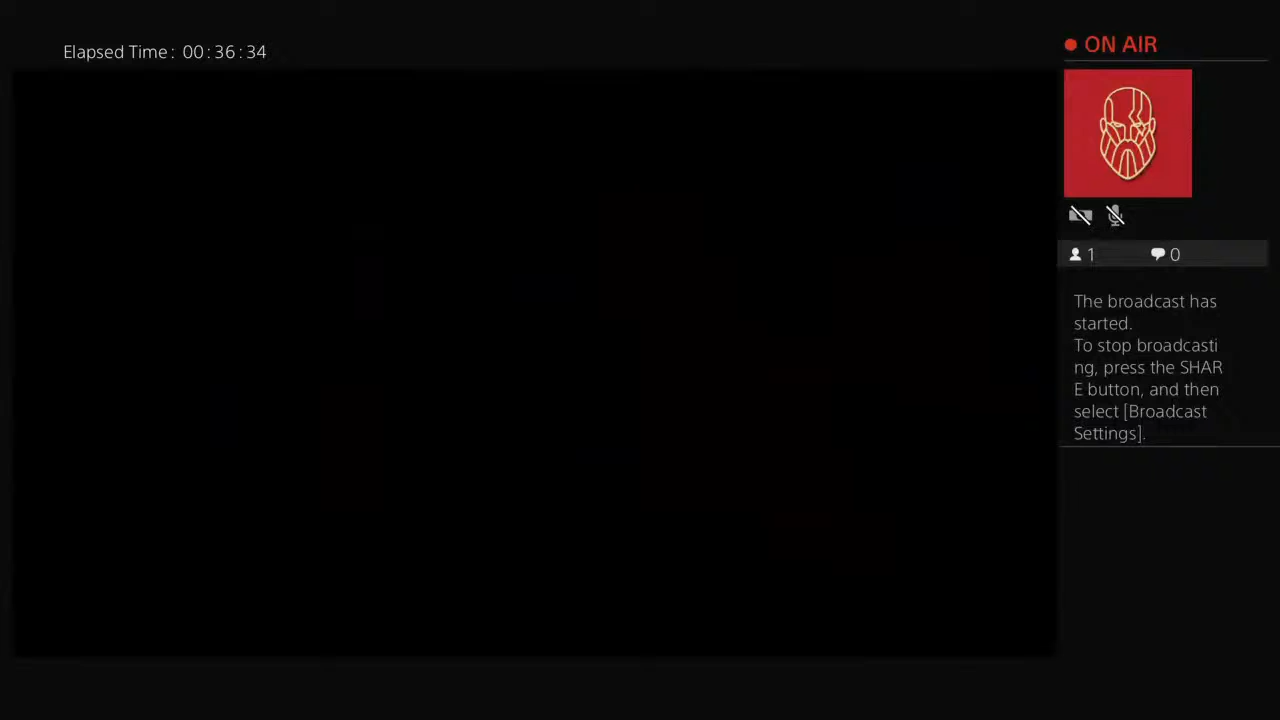 Elapsed Time: 00:36:34
ON AIR
1 0
The broadcast has
started.
To stop broadcasti
ng, press the SHAR
E button, and then
select [Broadcast
Settings].